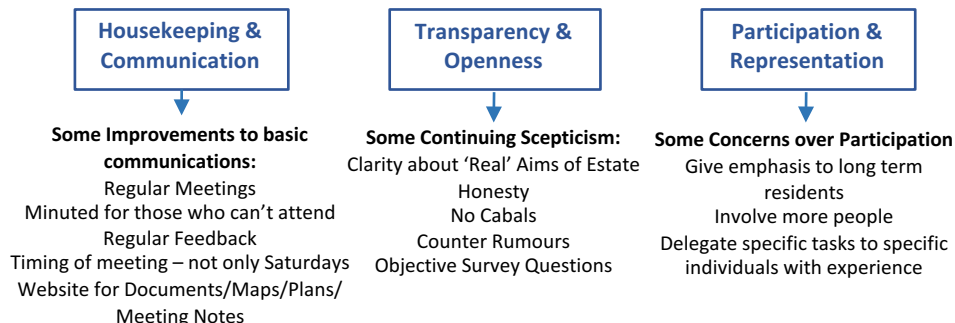 Housekeeping &
Communication
Some Improvements to basic
communications:
Regular Meetings
Minuted for those who can't attend
Regular Feedback
Timing of meeting – not only Saturdays
Website for Documents/Maps/Plans/
Meeting Notes
Transparency &
Openness
Some Continuing Scepticism:
Clarity about 'Real' Aims of Estate
Honesty
No Cabals
Counter Rumours
Objective Survey Questions
Participation &
Representation
Some Concerns over Participation
Give emphasis to long term
residents
Involve more people
Delegate specific tasks to specific
individuals with experience